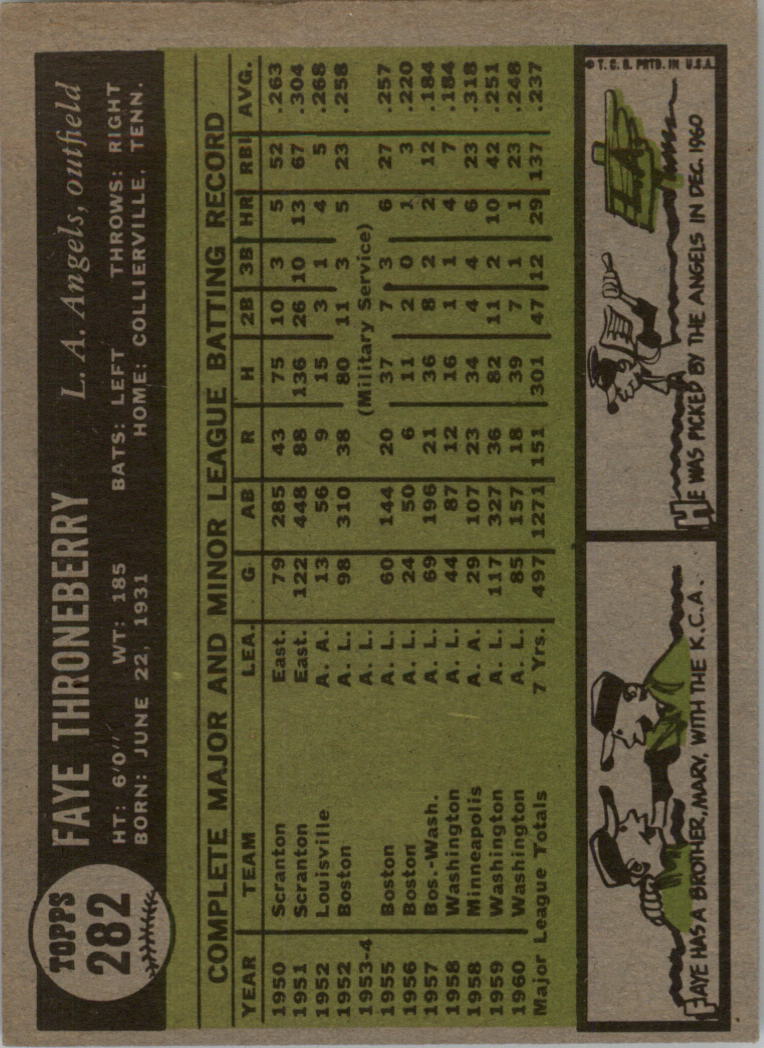 TOPPS
282
FAYE THRONEBERRY L. A. Angels, outfield
HT: 6'0" WT: 185 BATS: LEFT THROWS: RIGHT
BORN: JUNE 22, 1931 HOME: COLLIERVILLE, TENN.
COMPLETE MAJOR AND MINOR LEAGUE BATTING RECORD
YEAR TEAM LEA. G AB R H 2B 3B HR RBI AVG.
1950 Scranton East. 79 285 43 75 10 3 5 52 .263
1951 Scranton East. 122 448 88 136 26 10 13 67 .304
1952 Louisville A. A. 13 56 9 15 3 1 4 5 .268
1952 Boston A. L. 98 310 38 80 11 3 5 23 .258
1953-4 A. L. (Military Service)
1955 Boston A. L. 60 144 20 37 7 3 6 27 .257
1956 Boston A. L. 24 50 6 11 2 0 1 3 .220
1957 Bos.-Wash. A. L. 69 196 21 36 8 2 2 12 .184
1958 Washington A. L. 44 87 12 16 1 1 4 7 .184
1958 Minneapolis A. A. 29 107 23 34 4 4 6 23 .318
1959 Washington A. L. 117 327 36 82 11 2 10 42 .251
1960 Washington A. L. 85 157 18 39 7 1 1 23 .248
Major League Totals 7 Yrs. 497 1271 151 301 47 12 29 137 .237
FAYE HAS A BROTHER, MARV, WITH THE K.C.A.
L.A.
HE WAS PICKED BY THE ANGELS IN DEC. 1960
© T. C. G. PRTD. IN U.S.A.